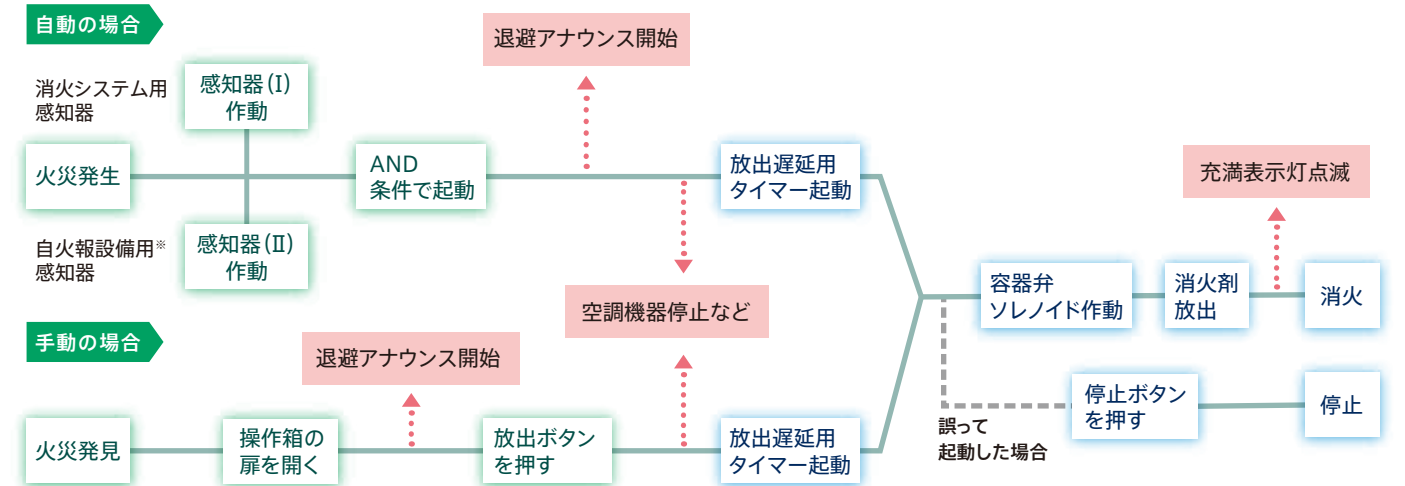 自動の場合
消火システム用
感知器
感知器(Ⅰ)
作動
火災発生
自火報設備用※
感知器
感知器(Ⅱ)
作動
AND
条件で起動
退避アナウンス開始
放出遅延用
タイマー起動
空調機器停止など
手動の場合
火災発見
操作箱の
扉を開く
退避アナウンス開始
放出ボタン
を押す
放出遅延用
タイマー起動
容器弁
ソレノイド作動
消火剤
放出
充満表示灯点滅
消火
誤って
起動した場合
停止ボタン
を押す
停止